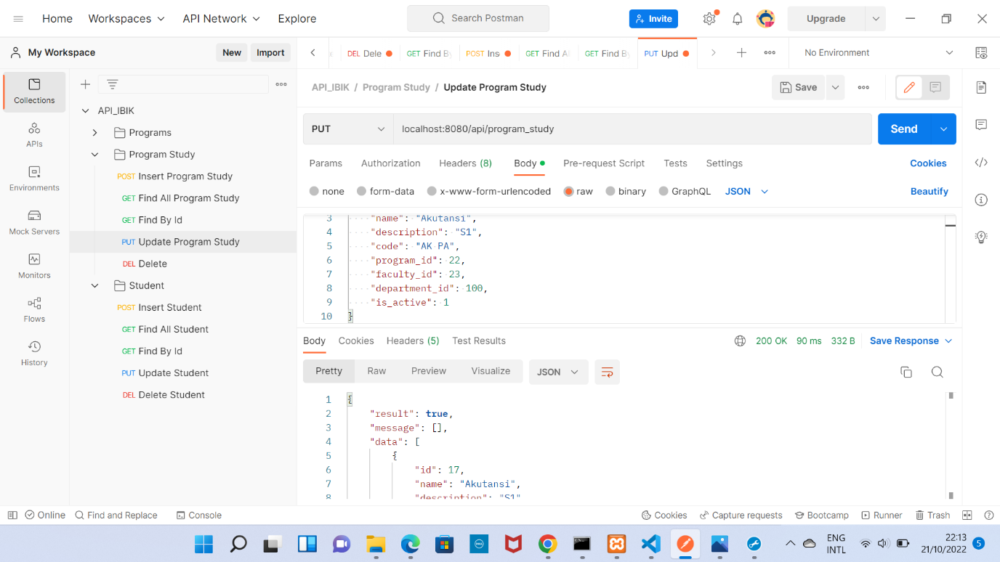 Home Workspaces API Network Explore Search Postman Invite Upgrade
My Workspace New Import DEL Dele GET Find By POST Ins GET Find A GET Find By PUT Upd No Environment
API_IBIK / Program Study / Update Program Study Save
PUT localhost:8080/api/program_study Send
Params Authorization Headers (8) Body Pre-request Script Tests Settings Cookies
none form-data x-www-form-urlencoded raw binary GraphQL JSON Beautify
Collections
APIs
Environments
Mock Servers
Monitors
Flows
History
API_IBIK
Programs
Program Study
POST Insert Program Study
GET Find All Program Study
GET Find By Id
PUT Update Program Study
DEL Delete
Student
POST Insert Student
GET Find All Student
GET Find By Id
PUT Update Student
DEL Delete Student
3 "name": "Akutansi",
4 "description": "S1",
5 "code": "AK PA",
6 "program_id": 22,
7 "faculty_id": 23,
8 "department_id": 100,
9 "is_active": 1
10 }
Body Cookies Headers (5) Test Results 200 OK 90 ms 332 B Save Response
Pretty Raw Preview Visualize JSON
1 {
2 "result": true,
3 "message": [],
4 "data": [
5 {
6 "id": 17,
7 "name": "Akutansi",
8 "description": "S1"
Online Find and Replace Console Cookies Capture requests Bootcamp Runner Trash
ENG
INTL
22:13
21/10/2022
5